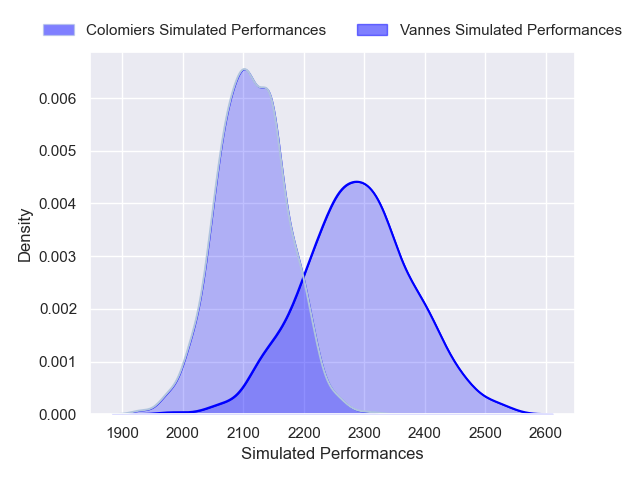 Colomiers Simulated Performances Vannes Simulated Performances
0.006
0.005
0.004
0.003
0.002
0.001
0.000
Density
1900 2000 2100 2200 2300 2400 2500 2600
Simulated Performances